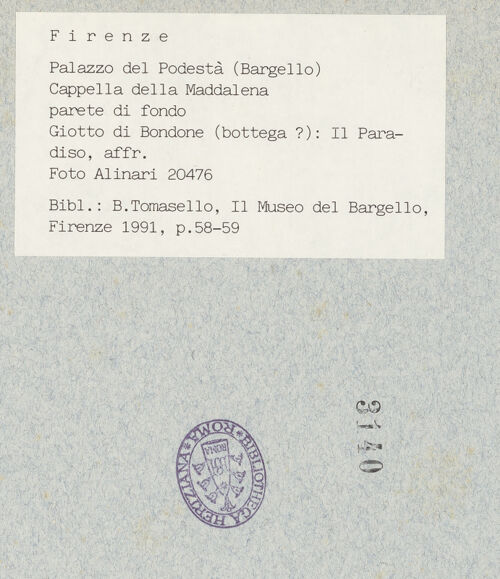 Firenze
Palazzo del Podestà (Bargello)
Cappella della Maddalena
parete di fondo
Giotto di Bondone (bottega ?): Il Para-
diso, affr.
Foto Alinari 20476
Bibl.: B.Tomasello, Il Museo del Bargello,
Firenze 1991, p.58-59
3140
BIBLIOTHECA HERTZIANA ROMA